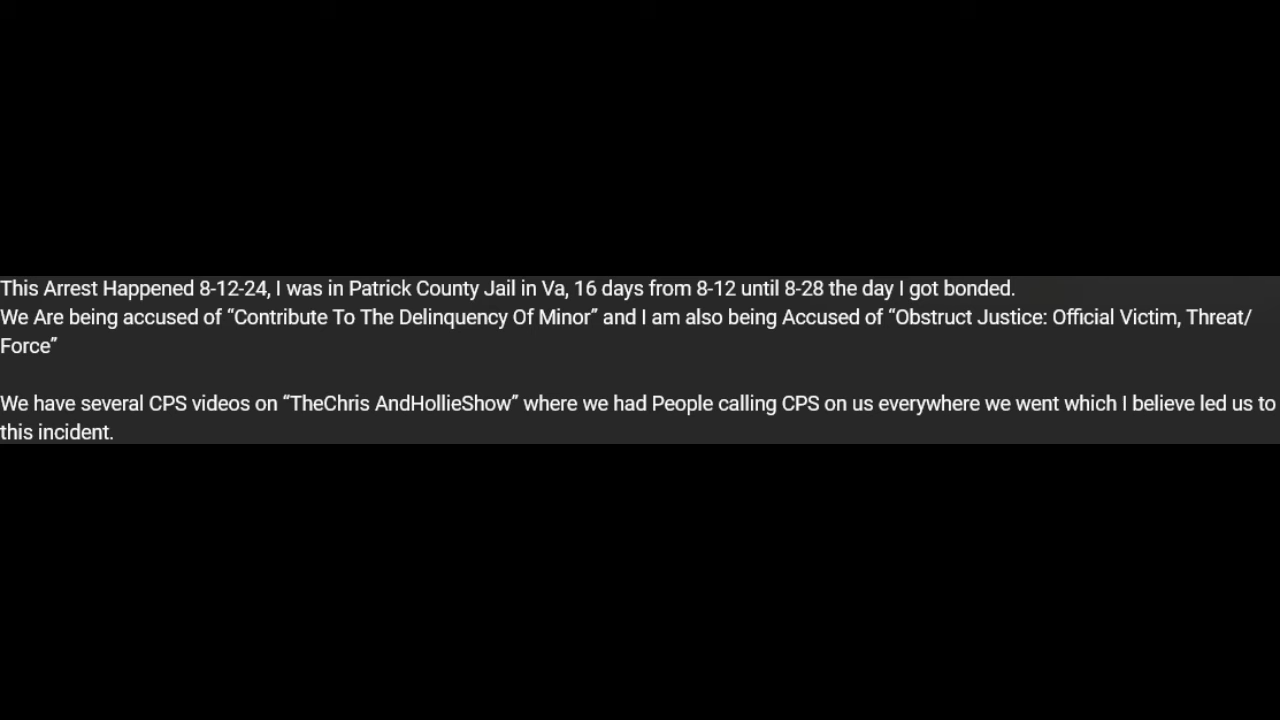 This Arrest Happened 8-12-24, I was in Patrick County Jail in Va, 16 days from 8-12 until 8-28 the day I got bonded.
We Are being accused of “Contribute To The Delinquency Of Minor” and I am also being Accused of “Obstruct Justice: Official Victim, Threat/
Force”
We have several CPS videos on “TheChris AndHollieShow” where we had People calling CPS on us everywhere we went which I believe led us to
this incident.